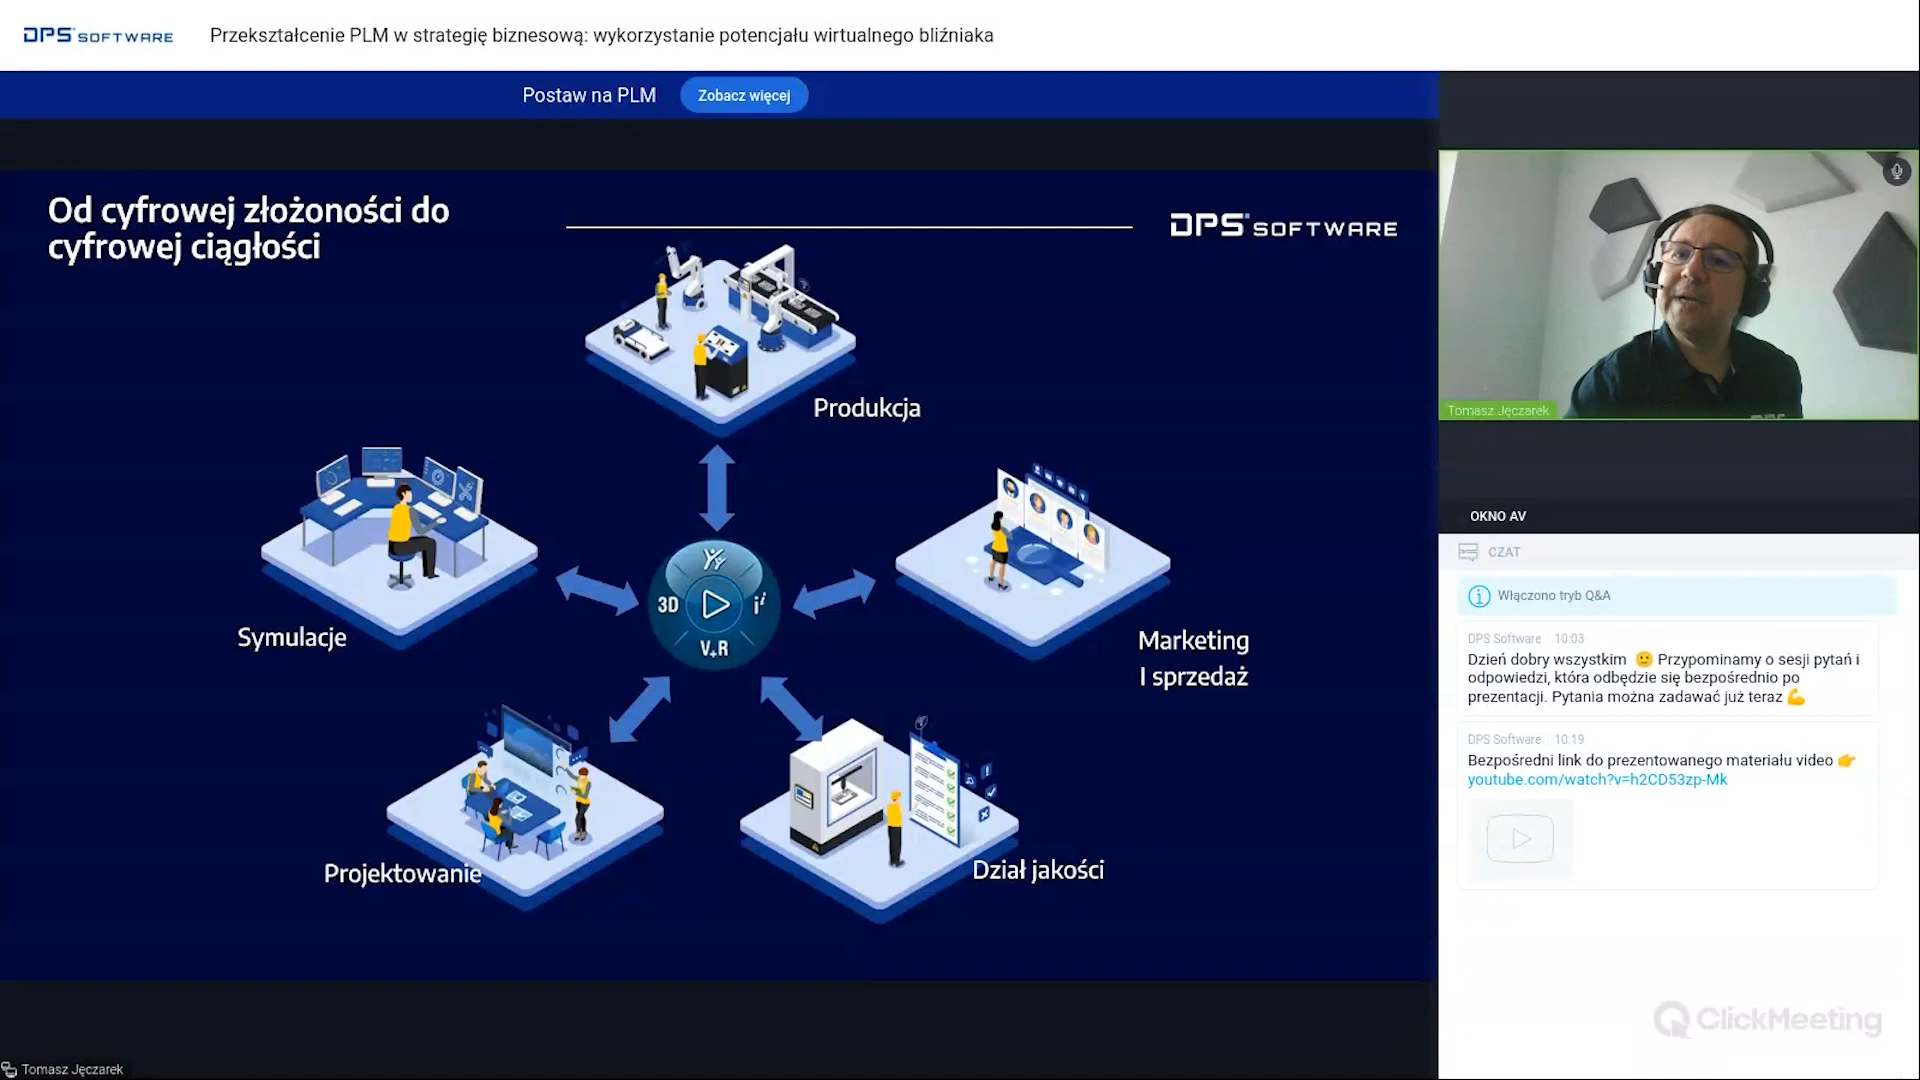 DPS SOFTWARE
Przekształcenie PLM w strategię biznesową: wykorzystanie potencjału wirtualnego bliźniaka
Postaw na PLM
Zobacz więcej
Od cyfrowej złożoności do
cyfrowej ciągłości
DPS SOFTWARE
Produkcja
Symulacje
3D
i
V+R
Marketing
I sprzedaż
Projektowanie
Dział jakości
Tomasz Jęczarek
Tomasz Jęczarek
OKNO AV
CZAT
Włączono tryb Q&A
DPS Software 10:03
Dzień dobry wszystkim 🙂 Przypominamy o sesji pytań i
odpowiedzi, która odbędzie się bezpośrednio po
prezentacji. Pytania można zadawać już teraz 💪
DPS Software 10:19
Bezpośredni link do prezentowanego materiału video 👉
youtube.com/watch?v=h2CD53zp-Mk
ClickMeeting